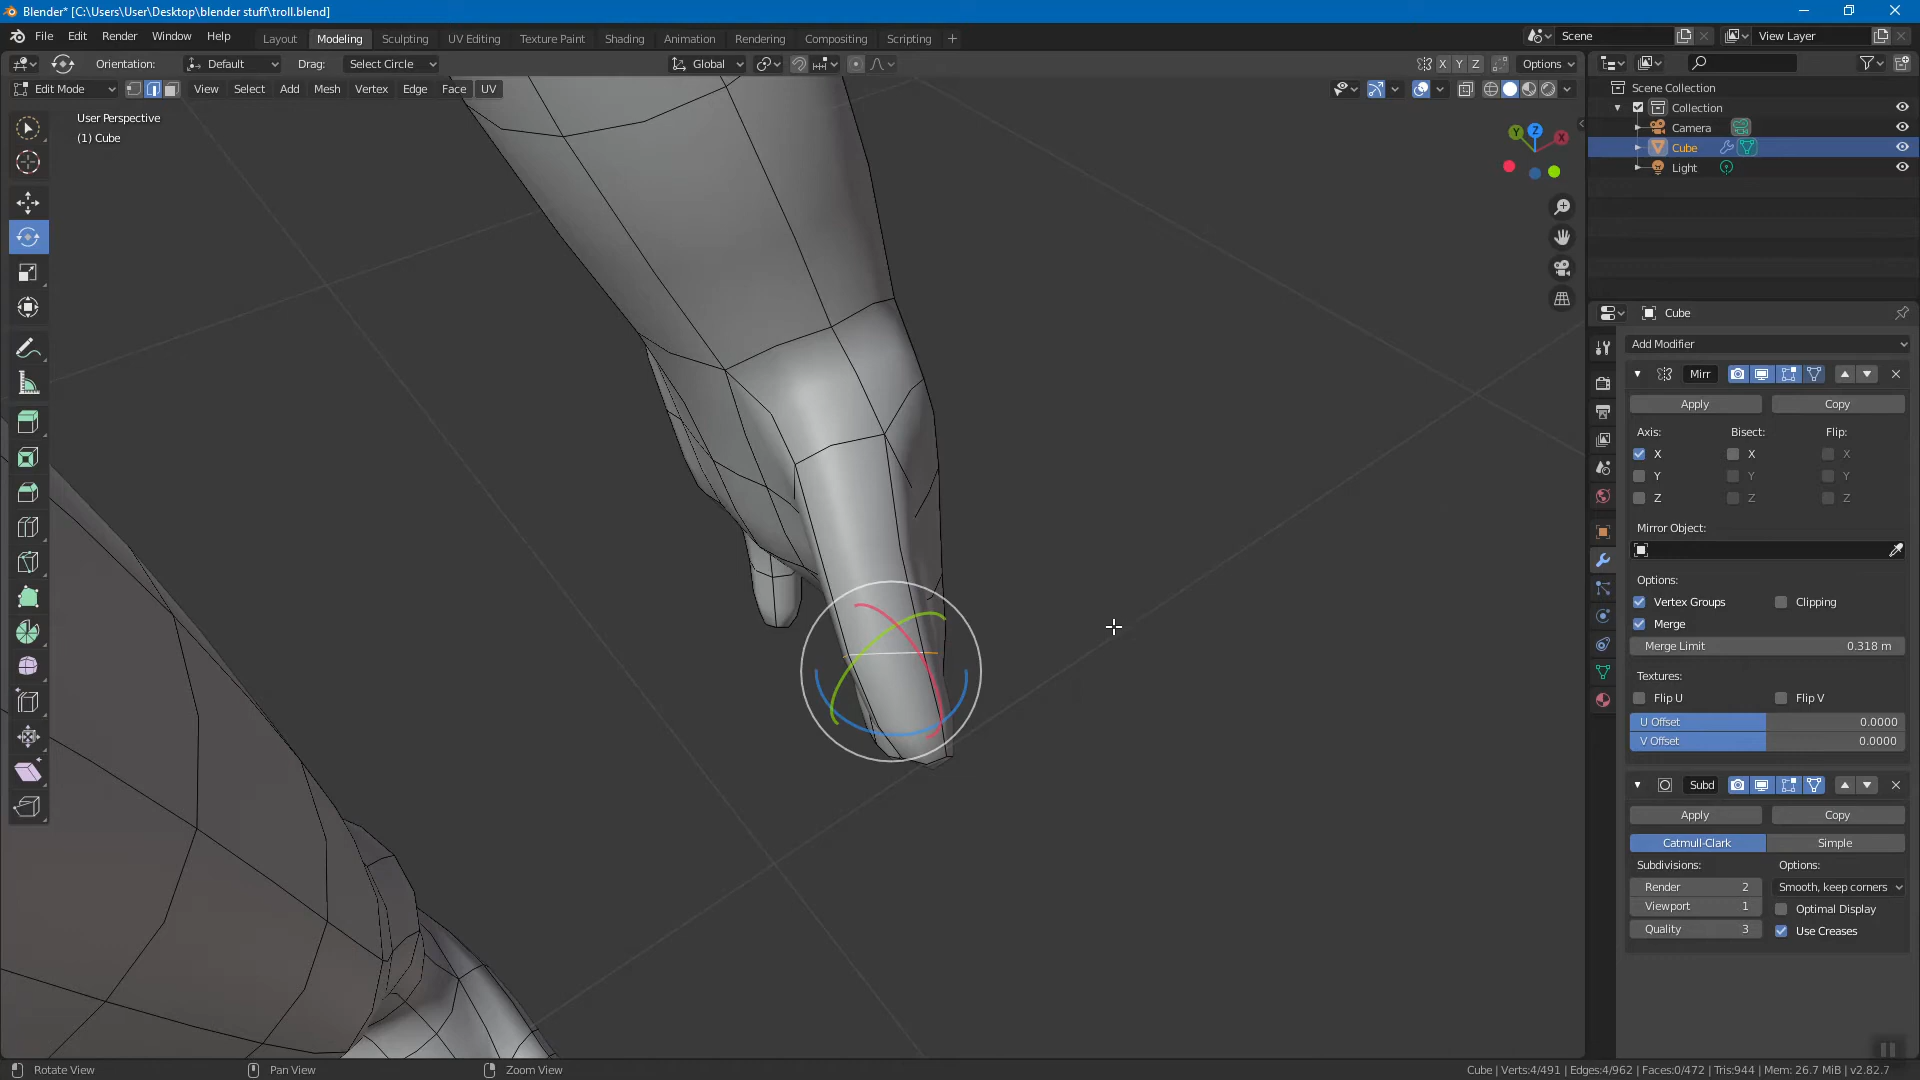 Blender* [C:\Users\User\Desktop\blender stuff\troll.blend]
File Edit Render Window Help
Layout Modeling Sculpting UV Editing Texture Paint Shading Animation Rendering Compositing Scripting
Scene View Layer
Orientation: Default Drag: Select Circle Global X Y Z Options
Edit Mode View Select Add Mesh Vertex Edge Face UV
User Perspective
(1) Cube
Y Z X
Scene Collection
Collection
Camera
Cube
Light
Cube
Add Modifier
Mirr
Apply Copy
Axis: Bisect: Flip:
X X X
Y Y Y
Z Z Z
Mirror Object:
Options:
Vertex Groups Clipping
Merge
Merge Limit 0.318 m
Textures:
Flip U Flip V
U Offset 0.0000
V Offset 0.0000
Subd
Apply Copy
Catmull-Clark Simple
Subdivisions: Options:
Render 2 Smooth, keep corners
Viewport 1 Optimal Display
Quality 3 Use Creases
Rotate View Pan View Zoom View
Cube | Verts:4/491 | Edges:4/962 | Faces:0/472 | Tris:944 | Mem: 26.7 MiB | v2.82.7